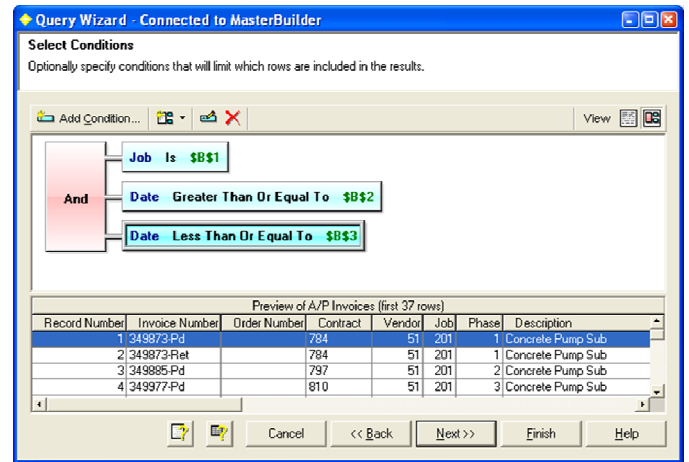 Query Wizard - Connected to MasterBuilder
Select Conditions
Optionally specify conditions that will limit which rows are included in the results.
Add Condition... View
Job Is $B$1
And Date Greater Than Or Equal To $B$2
Date Less Than Or Equal To $B$3
Preview of A/P Invoices (first 37 rows)
Record Number Invoice Number Order Number Contract Vendor Job Phase Description
1 349873-Pd 784 51 201 1 Concrete Pump Sub
2 349873-Ret 784 51 201 1 Concrete Pump Sub
3 349885-Pd 797 51 201 2 Concrete Pump Sub
4 349977-Pd 810 51 201 3 Concrete Pump Sub
Cancel << Back Next >> Finish Help